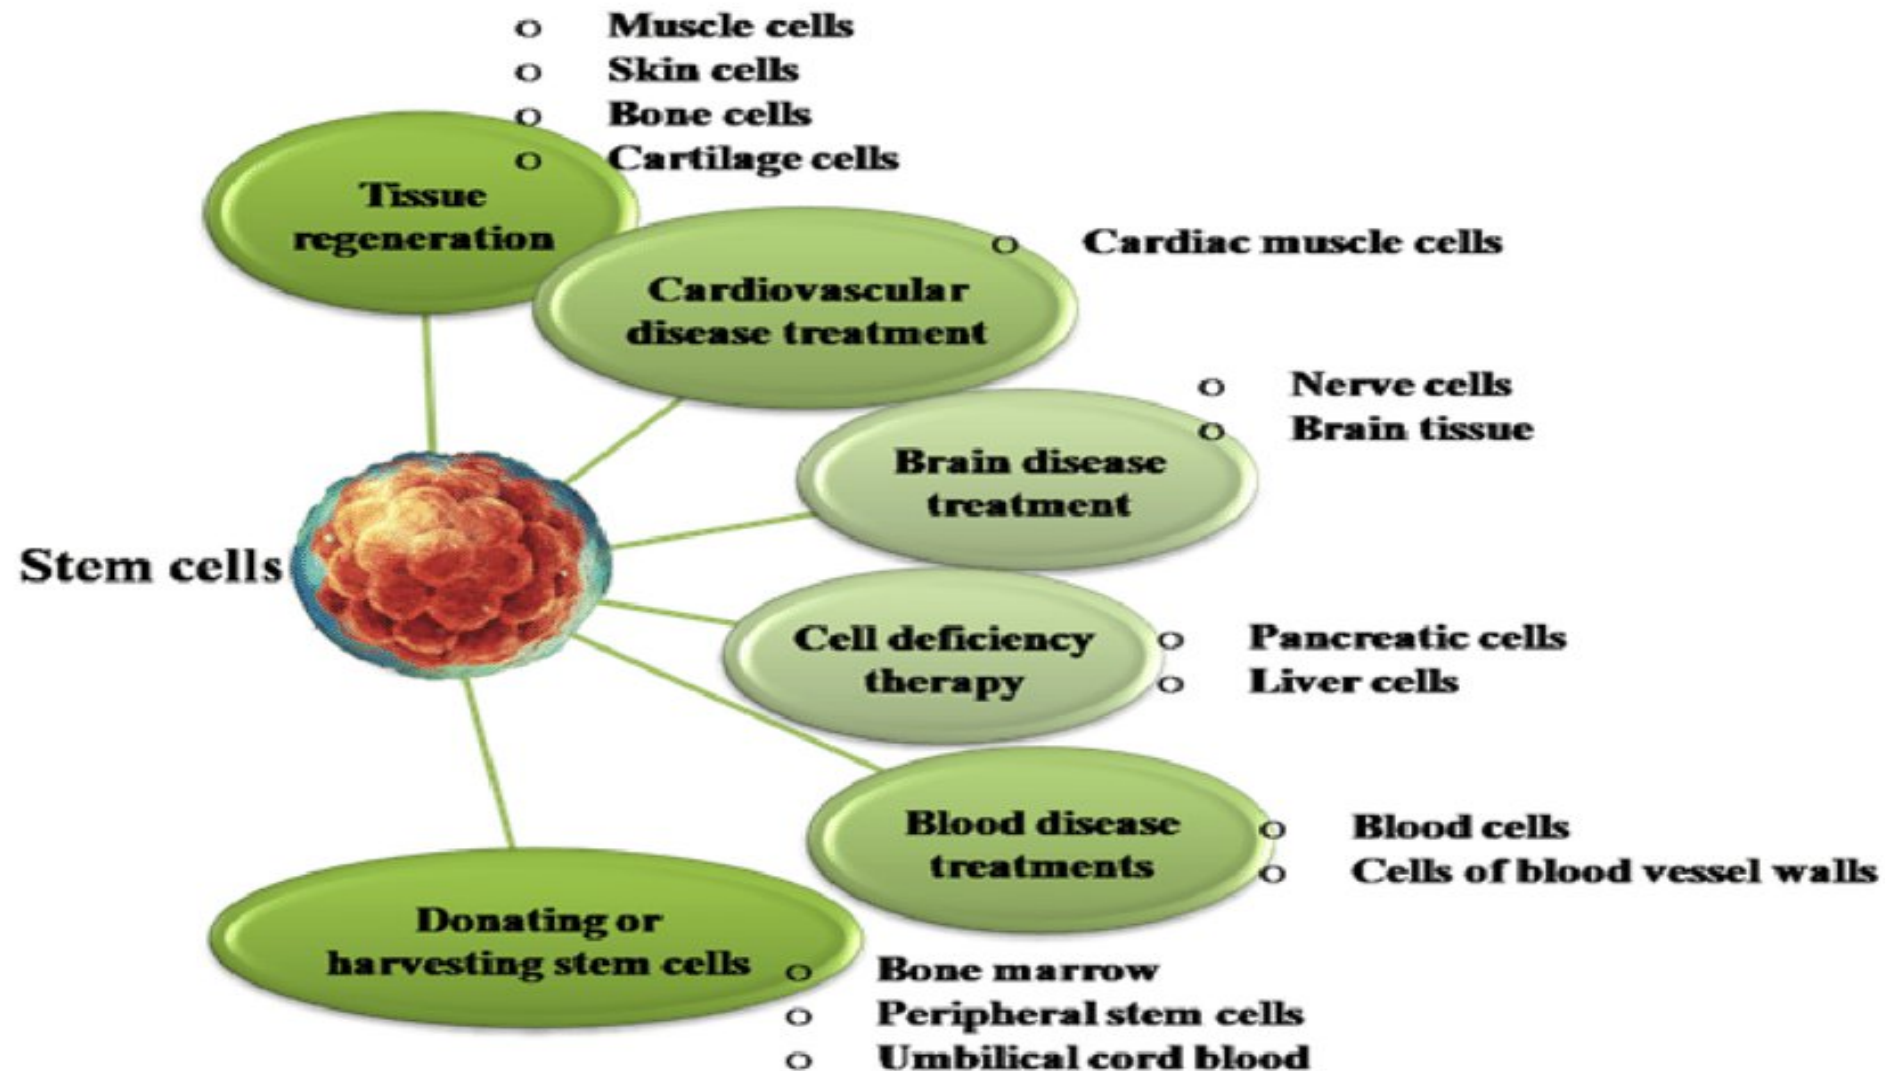 o Muscle cells
o Skin cells
o Bone cells
o Cartilage cells
Tissue
regeneration
o Cardiac muscle cells
Cardiovascular
disease treatment
o Nerve cells
o Brain tissue
Brain disease
treatment
Stem cells
Cell deficiency
therapy
o Pancreatic cells
o Liver cells
Blood disease
treatments
o Blood cells
o Cells of blood vessel walls
Donating or
harvesting stem cells
o Bone marrow
o Peripheral stem cells
o Umbilical cord blood